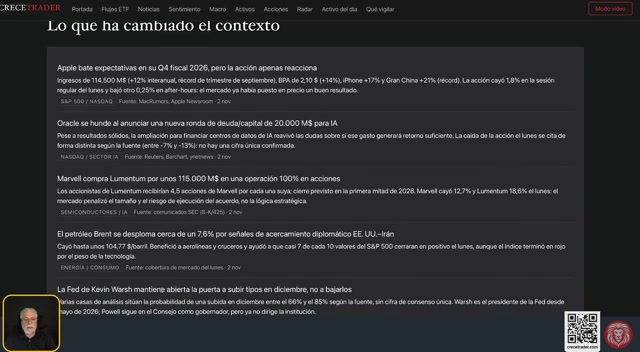 CRECETRADER Portada Flujos ETF Noticias Sentimiento Macro Activos Acciones Radar Activo del día Qué vigilar Modo vídeo
Lo que ha cambiado el contexto
Apple bate expectativas en su Q4 fiscal 2026, pero la acción apenas reacciona
Ingresos de 114.500 M$ (+12% interanual, récord de trimestre de septiembre), BPA de 2,10 $ (+14%), iPhone +17% y Gran China +21% (récord). La acción cayó 1,8% en la sesión
regular del lunes y bajó otro 0,25% en after-hours: el mercado ya había puesto en precio un buen resultado.
S&P 500 / NASDAQ Fuente: MacRumors, Apple Newsroom · 2 nov
Oracle se hunde al anunciar una nueva ronda de deuda/capital de 20.000 M$ para IA
Pese a resultados sólidos, la ampliación para financiar centros de datos de IA reavivó las dudas sobre si ese gasto generará retorno suficiente. La caída de la acción el lunes se cita de
forma distinta según la fuente (entre -7% y -13%): no hay una cifra única confirmada.
NASDAQ / SECTOR IA Fuente: Reuters, Barchart, ynetnews · 2 nov
Marvell compra Lumentum por unos 115.000 M$ en una operación 100% en acciones
Los accionistas de Lumentum recibirían 4,5 acciones de Marvell por cada una suya; cierre previsto en la primera mitad de 2028. Marvell cayó 12,7% y Lumentum 18,6% el lunes: el
mercado penalizó el tamaño y el riesgo de ejecución del acuerdo, no la lógica estratégica.
SEMICONDUCTORES / IA Fuente: comunicados SEC (8-K/425) · 2 nov
El petróleo Brent se desploma cerca de un 7,6% por señales de acercamiento diplomático EE. UU.–Irán
Cayó hasta unos 104,77 $/barril. Benefició a aerolíneas y cruceros y ayudó a que casi 7 de cada 10 valores del S&P 500 cerraran en positivo el lunes, aunque el índice terminó en rojo
por el peso de la tecnología.
ENERGÍA / CONSUMO Fuente: cobertura de mercado del lunes · 2 nov
La Fed de Kevin Warsh mantiene abierta la puerta a subir tipos en diciembre, no a bajarlos
Varias casas de análisis sitúan la probabilidad de una subida en diciembre entre el 66% y el 85% según la fuente, sin cifra de consenso única. Warsh es el presidente de la Fed desde
mayo de 2026; Powell sigue en el Consejo como gobernador, pero ya no dirige la institución.
crecetrader.com